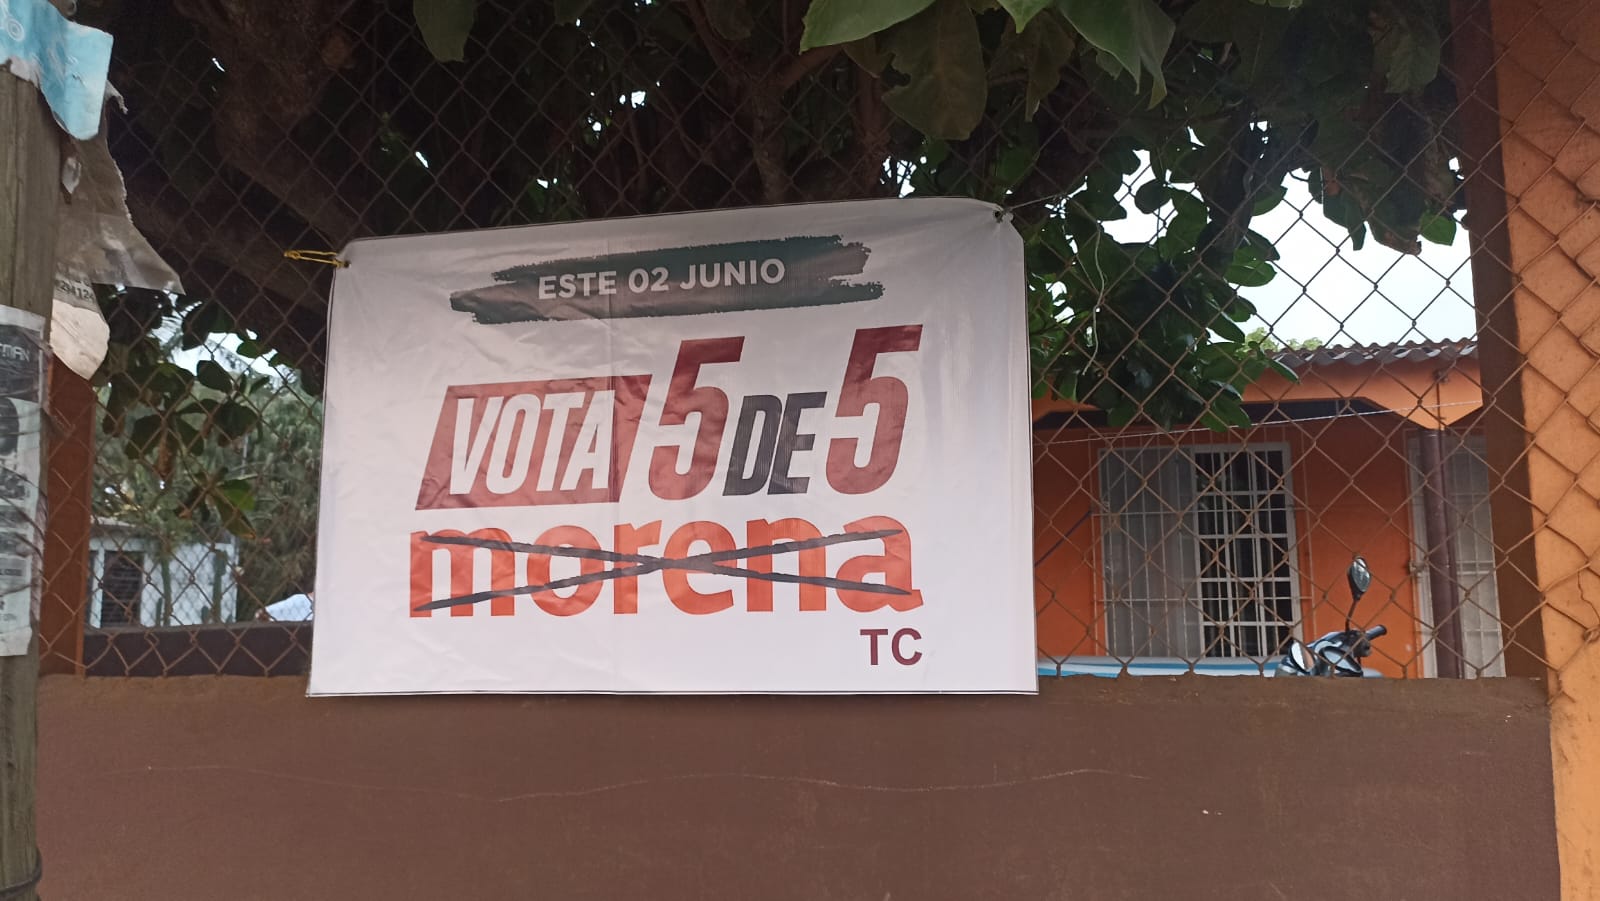 ESTE 02 JUNIO
VOTA 5 DE 5
morena
TC